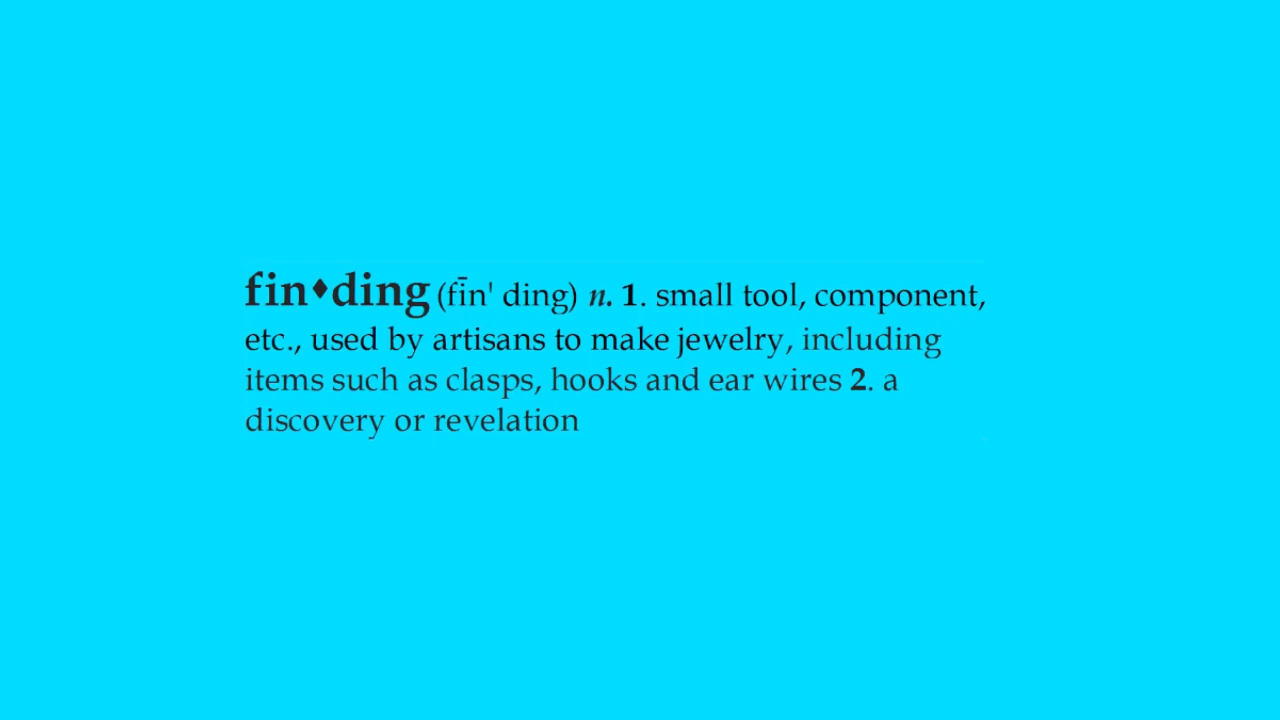 fin♦ding (fīn' ding) n. 1. small tool, component,
etc., used by artisans to make jewelry, including
items such as clasps, hooks and ear wires 2. a
discovery or revelation